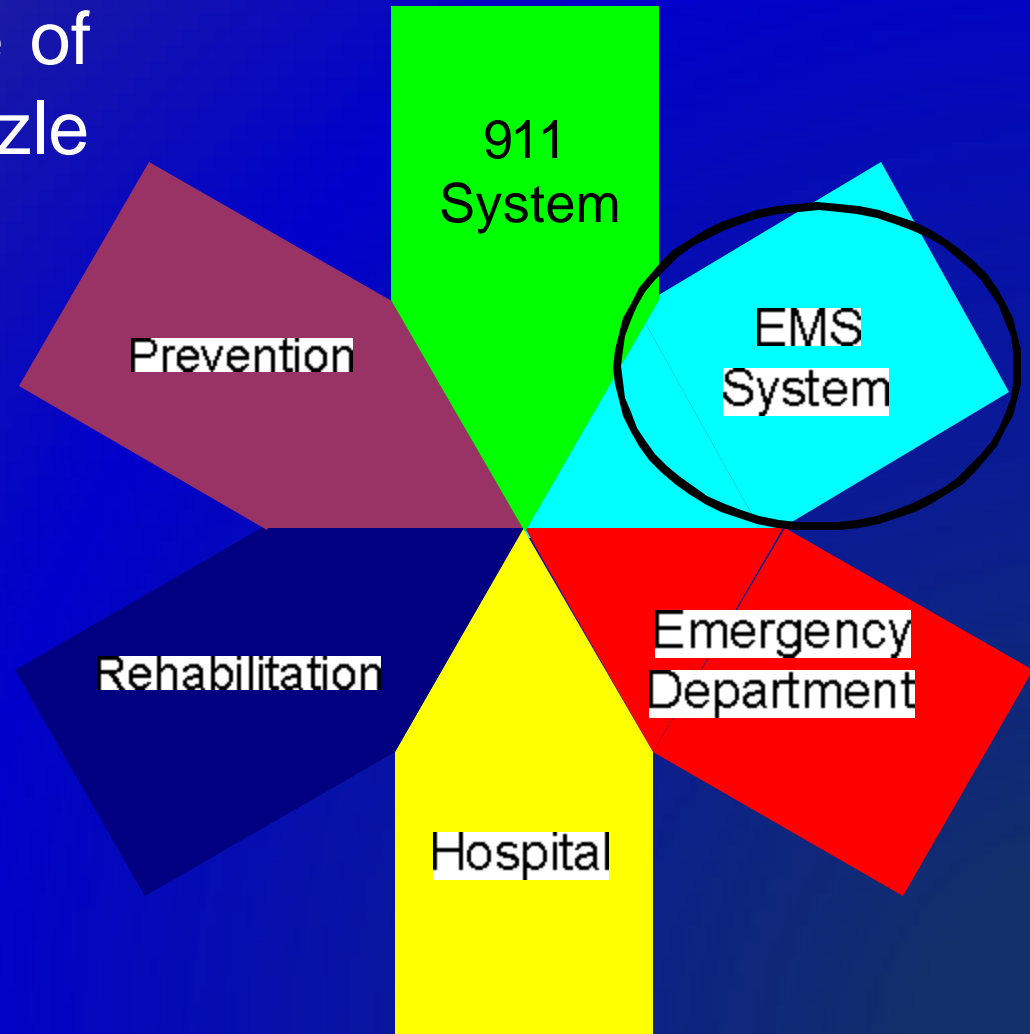 of
zle
911
System
EMS
System
Prevention
Emergency
Department
Rehabilitation
Hospital